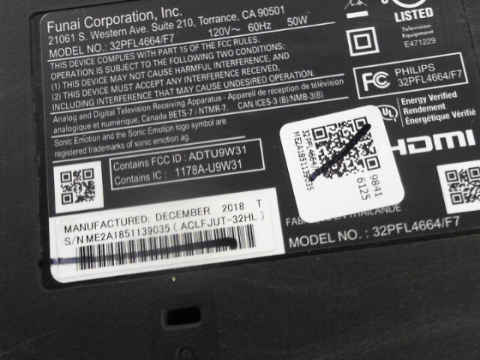 Funai Corporation, Inc.
21061 S. Western Ave. Suite 210, Torrance, CA 90501
MODEL NO.: 32PFL4664/F7 120V~ 60Hz 50W
THIS DEVICE COMPLIES WITH PART 15 OF THE FCC RULES.
OPERATION IS SUBJECT TO THE FOLLOWING TWO CONDITIONS:
(1) THIS DEVICE MAY NOT CAUSE HARMFUL INTERFERENCE, AND
(2) THIS DEVICE MUST ACCEPT ANY INTERFERENCE RECEIVED,
INCLUDING INTERFERENCE THAT MAY CAUSE UNDESIRED OPERATION.
Analog and Digital Television Receiving Apparatus - Appareil de réception de télévision
analogique et numérique, Canada BETS-7 / NTMR-7. CAN ICES-3 (B)/NMB-3(B)
Sonic Emotion and the Sonic Emotion logo are
registered trademarks of sonic emotion ag.
Contains FCC ID : ADTU9W31
Contains IC : 1178A-U9W31
MANUFACTURED: DECEMBER 2018 T
S/N ME2A1851139035 (ACLFJUT-32HL)
LISTED
E471229
FC
PHILIPS
32PFL4664/F7
Energy Verified
Rendement
Énergétique Vérifié
HDMI
32PFL4664
ME2A1851139035
9841
6125
MODEL NO.: 32PFL4664/F7